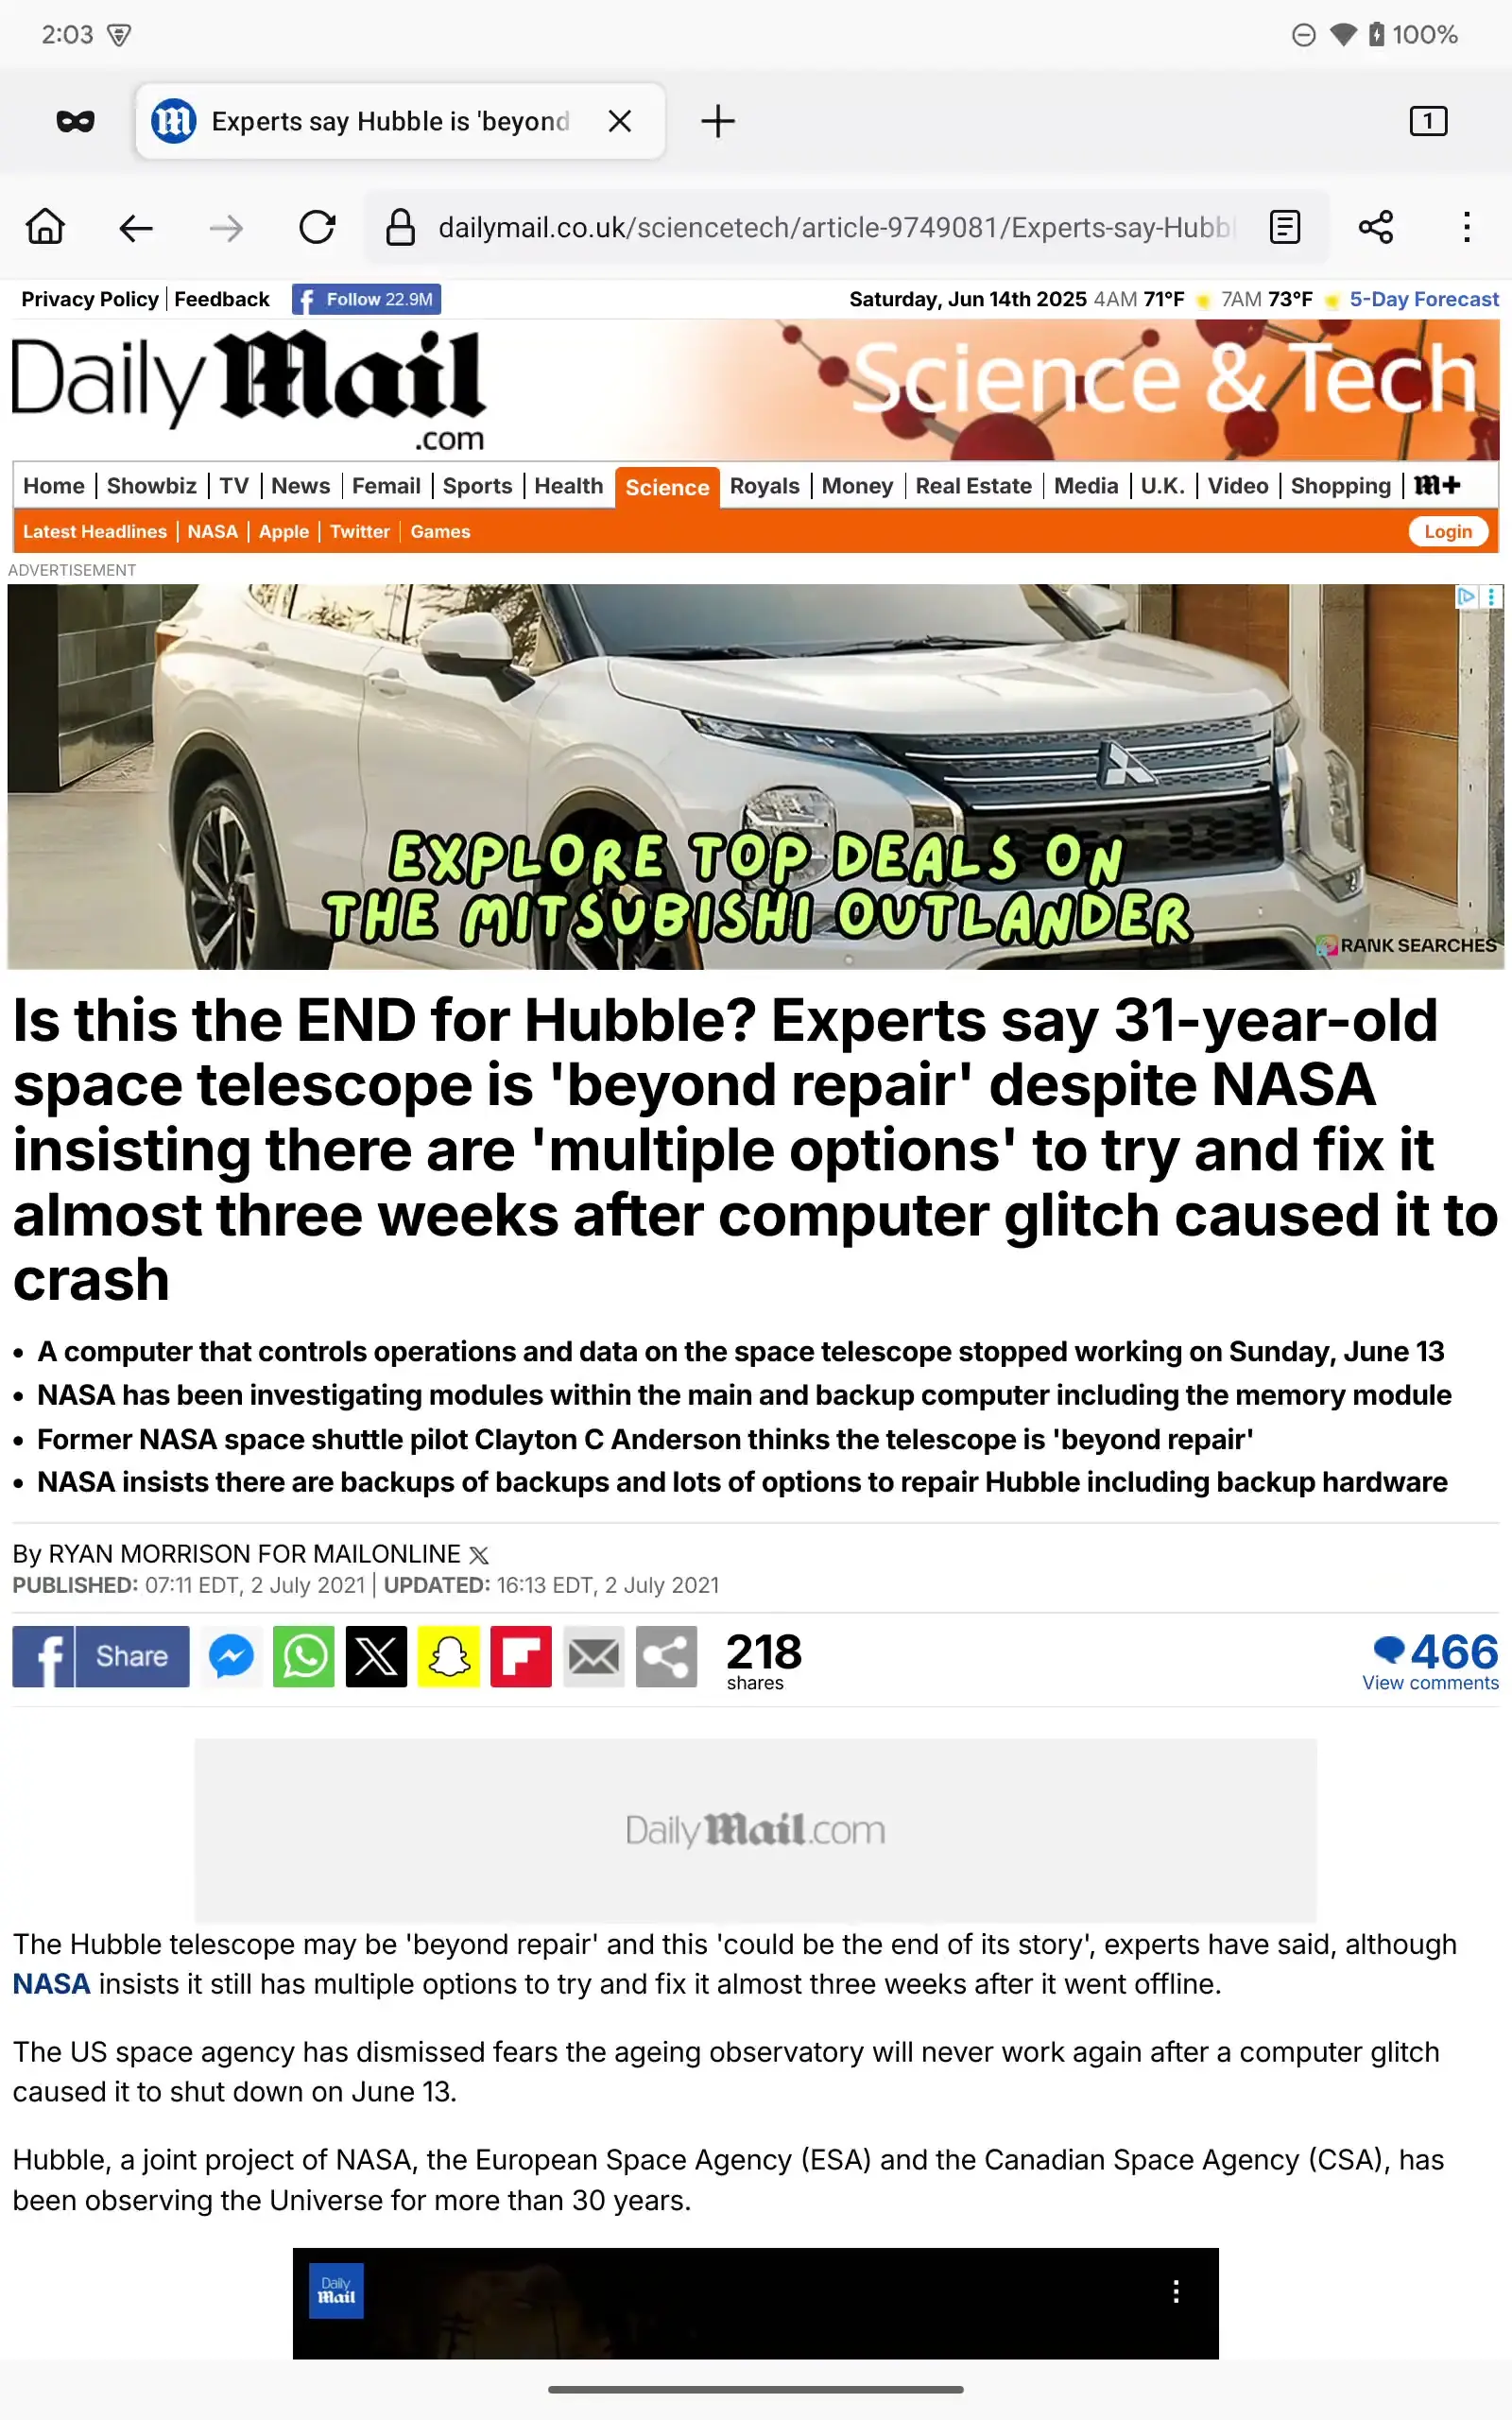 2:03
100%
Experts say Hubble is 'beyond
1
dailymail.co.uk/sciencetech/article-9749081/Experts-say-Hubbl
Privacy Policy
Feedback
Follow 22.9M
Saturday, Jun 14th 2025 4AM 71°F 7AM 73°F 5-Day Forecast
Daily Mail
.com
Science & Tech
Home Showbiz TV News Femail Sports Health Science Royals Money Real Estate Media U.K. Video Shopping m+
Latest Headlines NASA Apple Twitter Games
Login
ADVERTISEMENT
EXPLORE TOP DEALS ON
THE MITSUBISHI OUTLANDER
RANK SEARCHES
Is this the END for Hubble? Experts say 31-year-old
space telescope is 'beyond repair' despite NASA
insisting there are 'multiple options' to try and fix it
almost three weeks after computer glitch caused it to
crash
• A computer that controls operations and data on the space telescope stopped working on Sunday, June 13
• NASA has been investigating modules within the main and backup computer including the memory module
• Former NASA space shuttle pilot Clayton C Anderson thinks the telescope is 'beyond repair'
• NASA insists there are backups of backups and lots of options to repair Hubble including backup hardware
By RYAN MORRISON FOR MAILONLINE
PUBLISHED: 07:11 EDT, 2 July 2021 | UPDATED: 16:13 EDT, 2 July 2021
Share
218
shares
466
View comments
Daily Mail.com
The Hubble telescope may be 'beyond repair' and this 'could be the end of its story', experts have said, although
NASA insists it still has multiple options to try and fix it almost three weeks after it went offline.
The US space agency has dismissed fears the ageing observatory will never work again after a computer glitch
caused it to shut down on June 13.
Hubble, a joint project of NASA, the European Space Agency (ESA) and the Canadian Space Agency (CSA), has
been observing the Universe for more than 30 years.
Daily
Mail